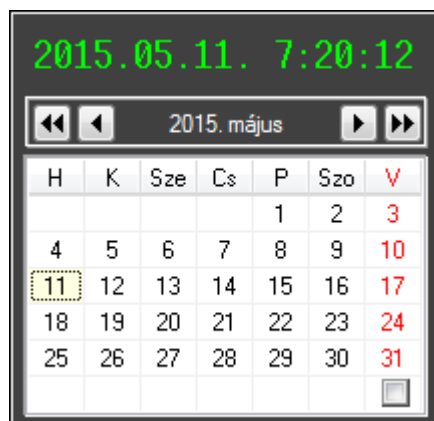 2015.05.11. 7:20:12
2015. május
H K Sze Cs P Szo V
1 2 3
4 5 6 7 8 9 10
11 12 13 14 15 16 17
18 19 20 21 22 23 24
25 26 27 28 29 30 31